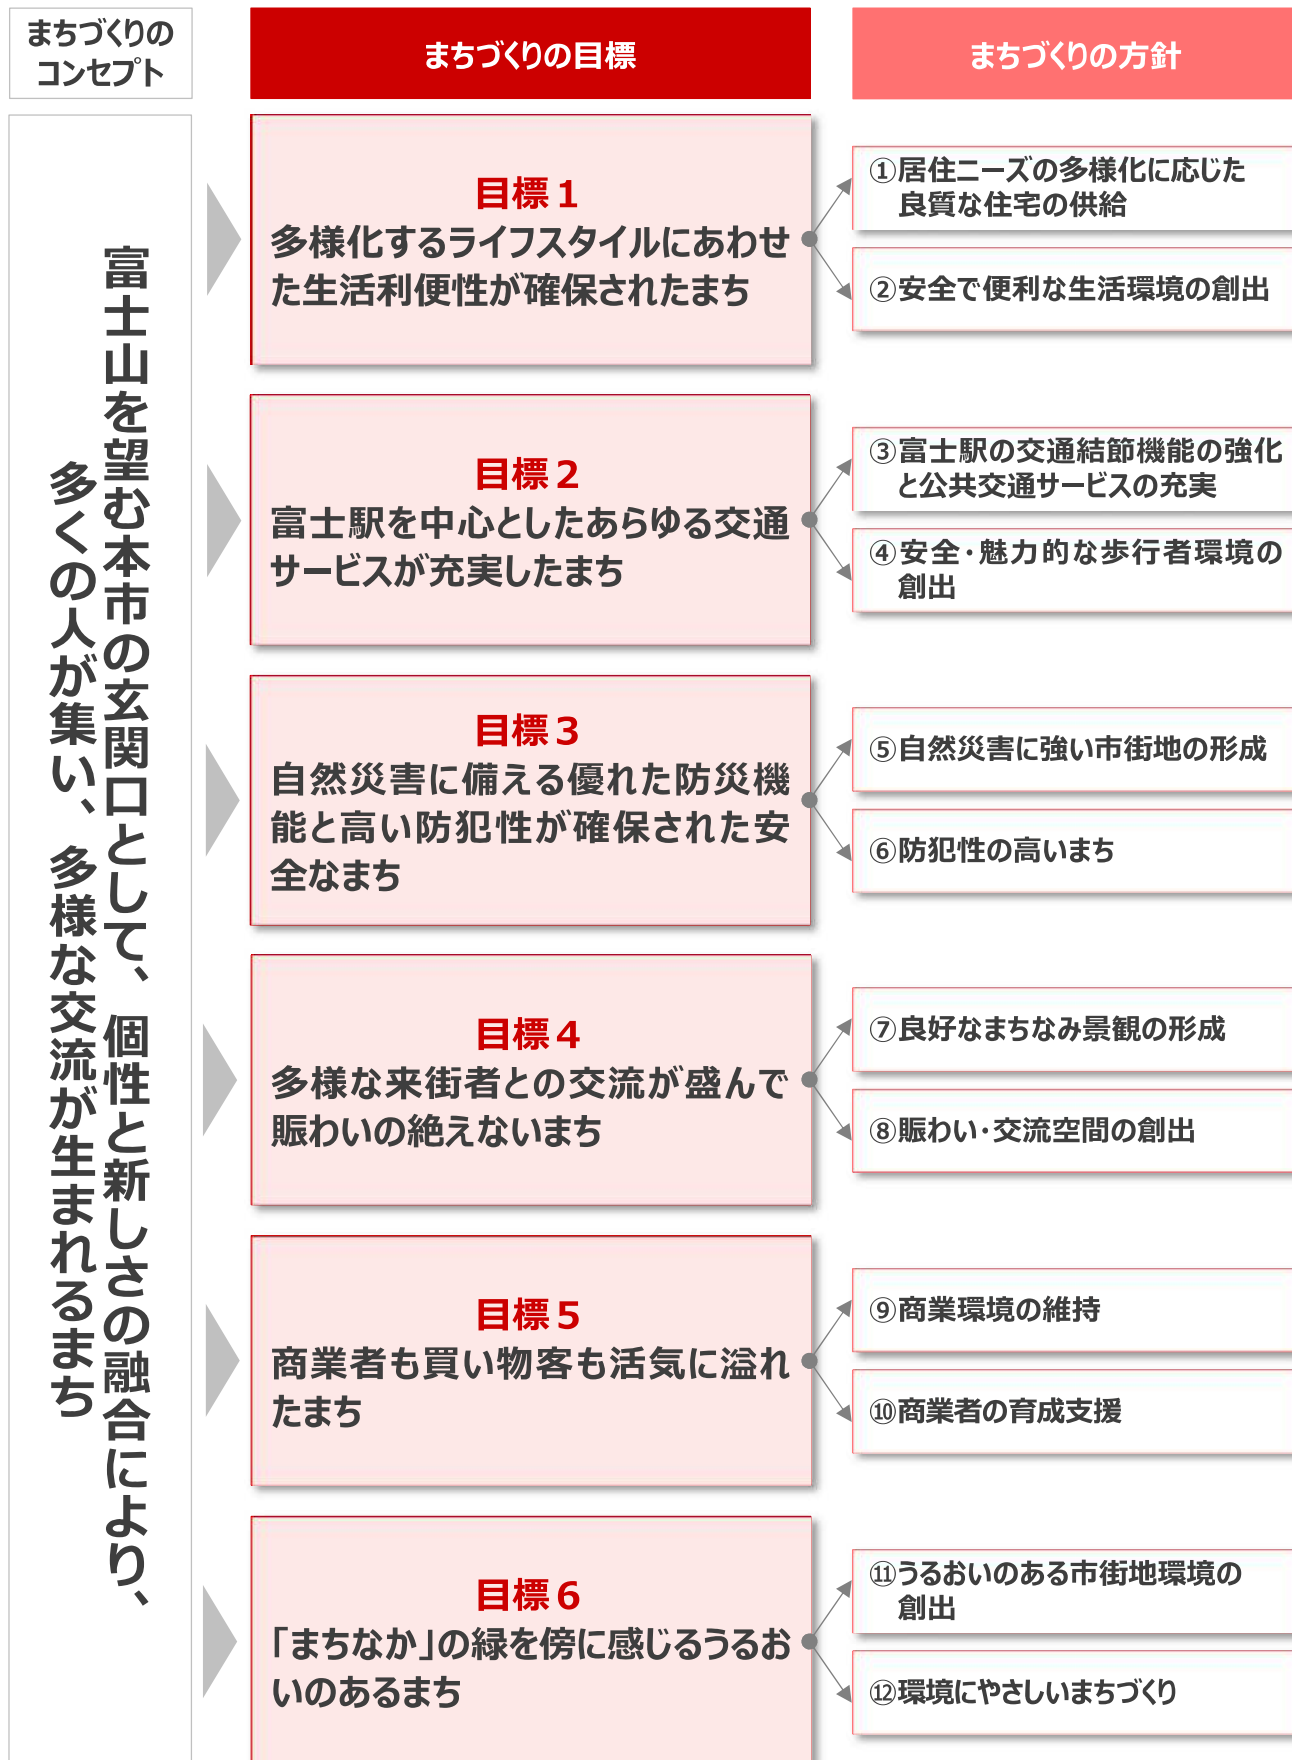 まちづくりの
コンセプト
まちづくりの目標
まちづくりの方針
富士山を望む本市の玄関口として、個性と新しさの融合により、
多くの人が集い、多様な交流が生まれるまち
目標1
多様化するライフスタイルにあわせ
た生活利便性が確保されたまち
①居住ニーズの多様化に応じた
良質な住宅の供給
②安全で便利な生活環境の創出
目標2
富士駅を中心としたあらゆる交通
サービスが充実したまち
③富士駅の交通結節機能の強化
と公共交通サービスの充実
④安全・魅力的な歩行者環境の
創出
目標3
自然災害に備える優れた防災機
能と高い防犯性が確保された安
全なまち
⑤自然災害に強い市街地の形成
⑥防犯性の高いまち
目標4
多様な来街者との交流が盛んで
賑わいの絶えないまち
⑦良好なまちなみ景観の形成
⑧賑わい・交流空間の創出
目標5
商業者も買い物客も活気に溢れ
たまち
⑨商業環境の維持
⑩商業者の育成支援
目標6
「まちなか」の緑を傍に感じるうるお
いのあるまち
⑪うるおいのある市街地環境の
創出
⑫環境にやさしいまちづくり